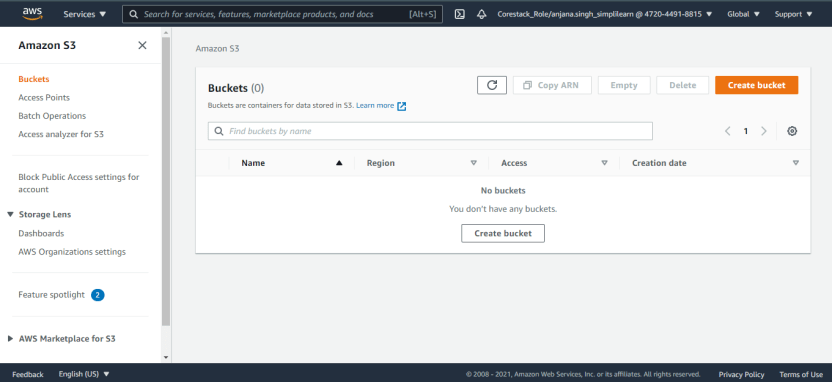 aws
Services
Search for services, features, marketplace products, and docs [Alt+S]
Corestack_Role/anjana.singh_simplilearn @ 4720-4491-8815
Global
Support
Amazon S3
Buckets
Access Points
Batch Operations
Access analyzer for S3
Block Public Access settings for
account
Storage Lens
Dashboards
AWS Organizations settings
Feature spotlight 2
AWS Marketplace for S3
Amazon S3
Buckets (0)
Copy ARN
Empty
Delete
Create bucket
Buckets are containers for data stored in S3. Learn more
Find buckets by name
1
Name Region Access Creation date
No buckets
You don't have any buckets.
Create bucket
Feedback English (US) © 2008 - 2021, Amazon Web Services, Inc. or its affiliates. All rights reserved. Privacy Policy Terms of Use